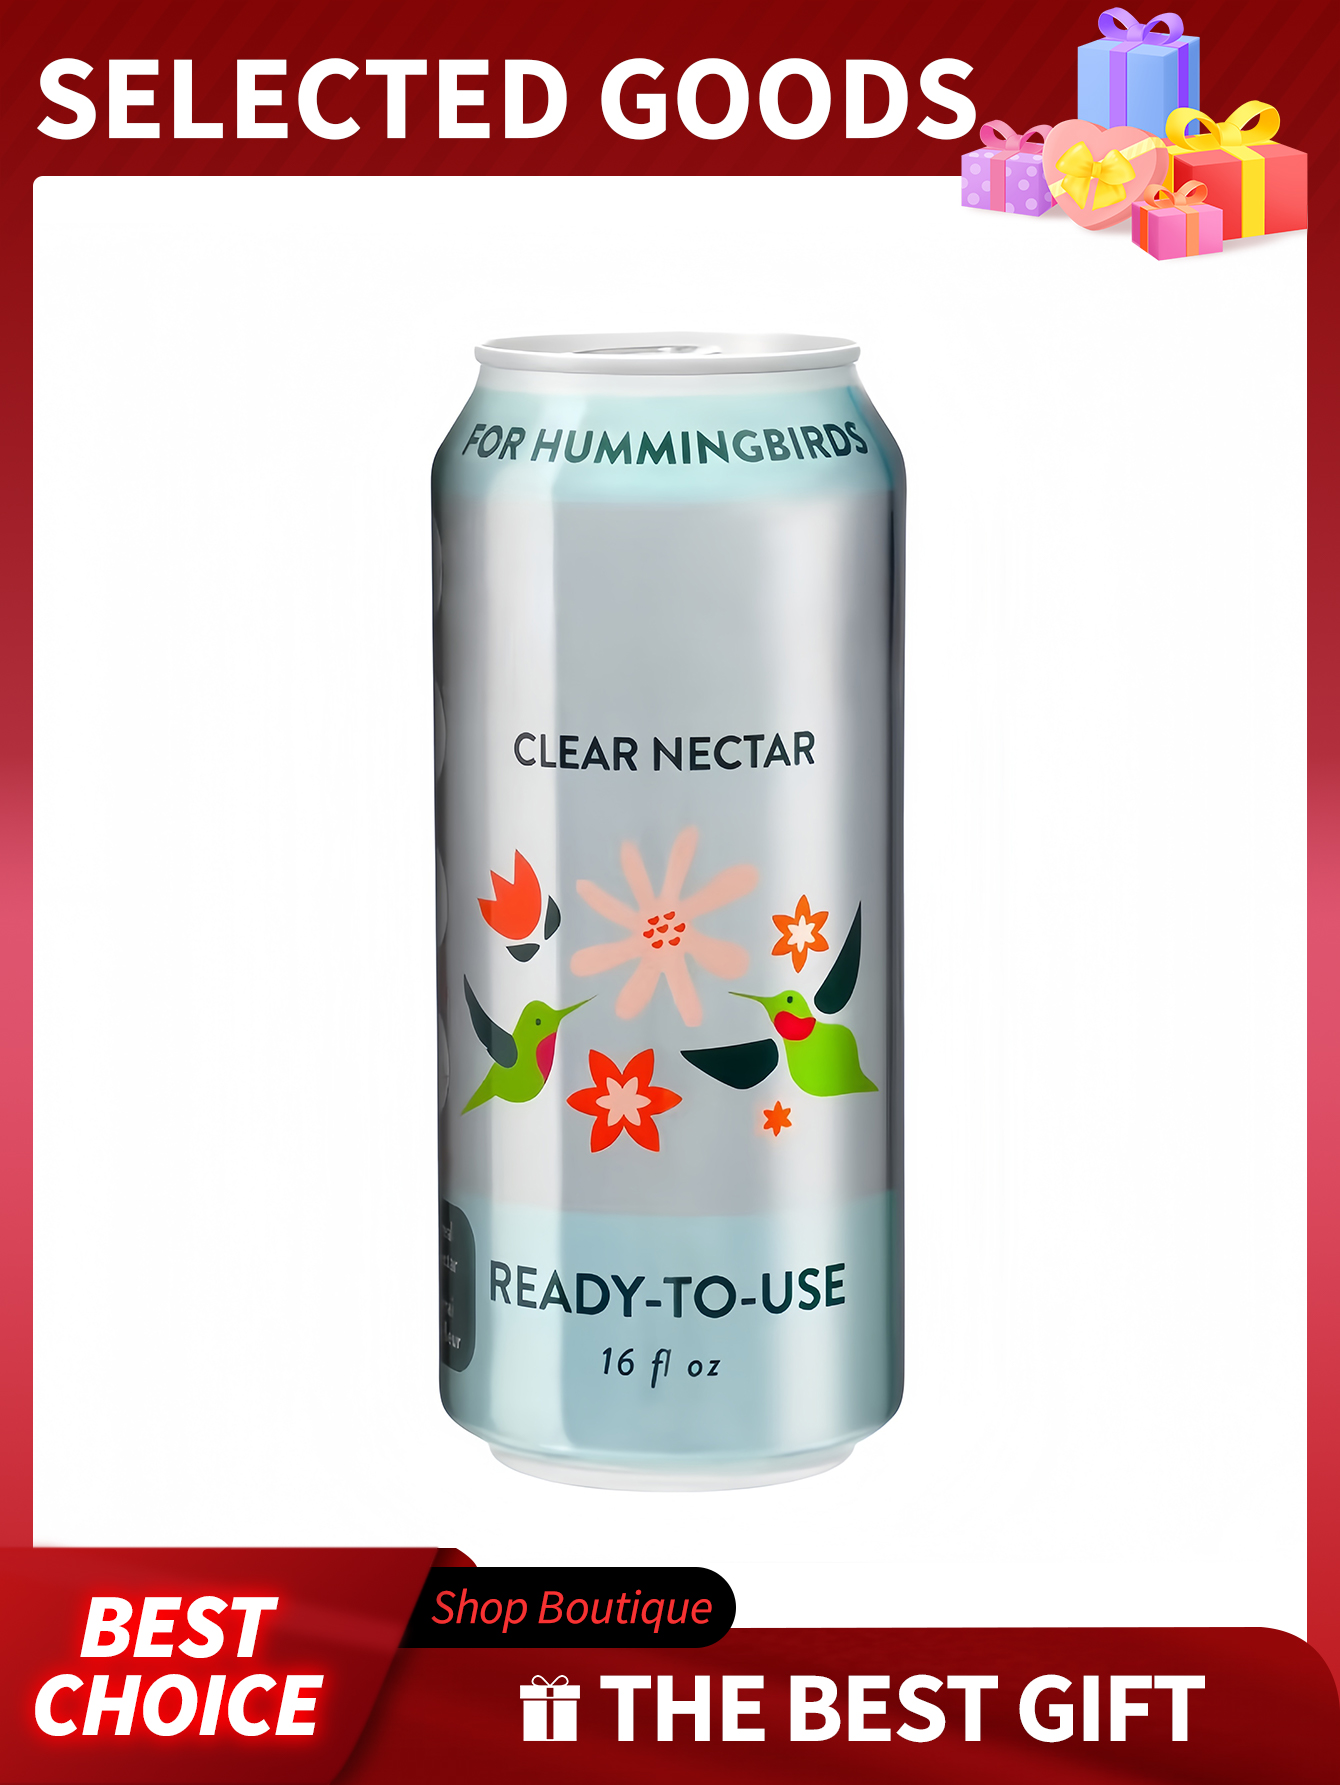 SELECTED GOODS
FOR HUMMINGBIRDS
CLEAR NECTAR
READY-TO-USE
16 fl oz
BEST
CHOICE
Shop Boutique
THE BEST GIFT